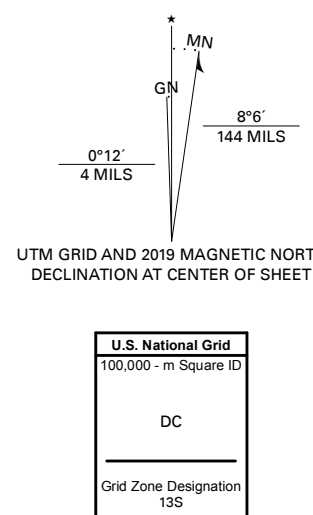 ★
MN
GN
8°6´
144 MILS
0°12´
4 MILS
UTM GRID AND 2019 MAGNETIC NORT
DECLINATION AT CENTER OF SHEET
U.S. National Grid
100,000 - m Square ID
DC
Grid Zone Designation
13S